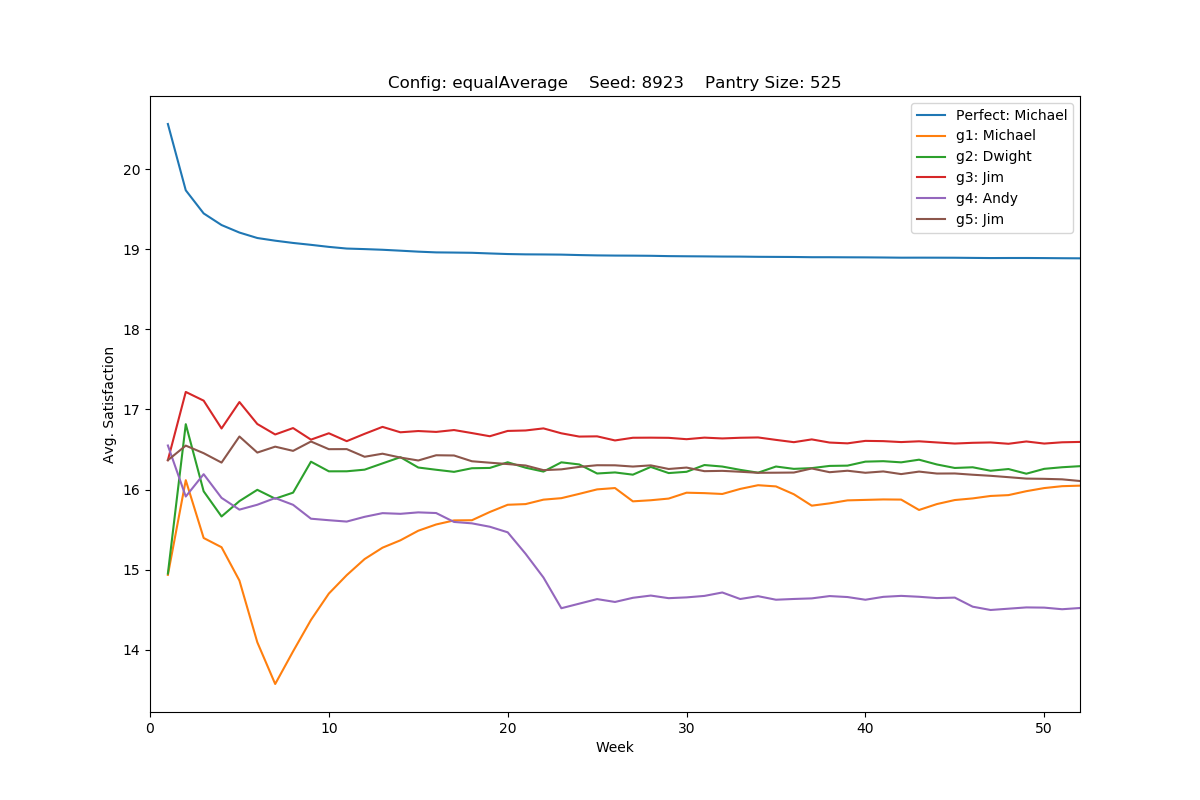 Config: equalAverage    Seed: 8923    Pantry Size: 525
Perfect: Michael
g1: Michael
g2: Dwight
g3: Jim
g4: Andy
g5: Jim
Avg. Satisfaction
20
19
18
17
16
15
14
0 10 20 30 40 50
Week